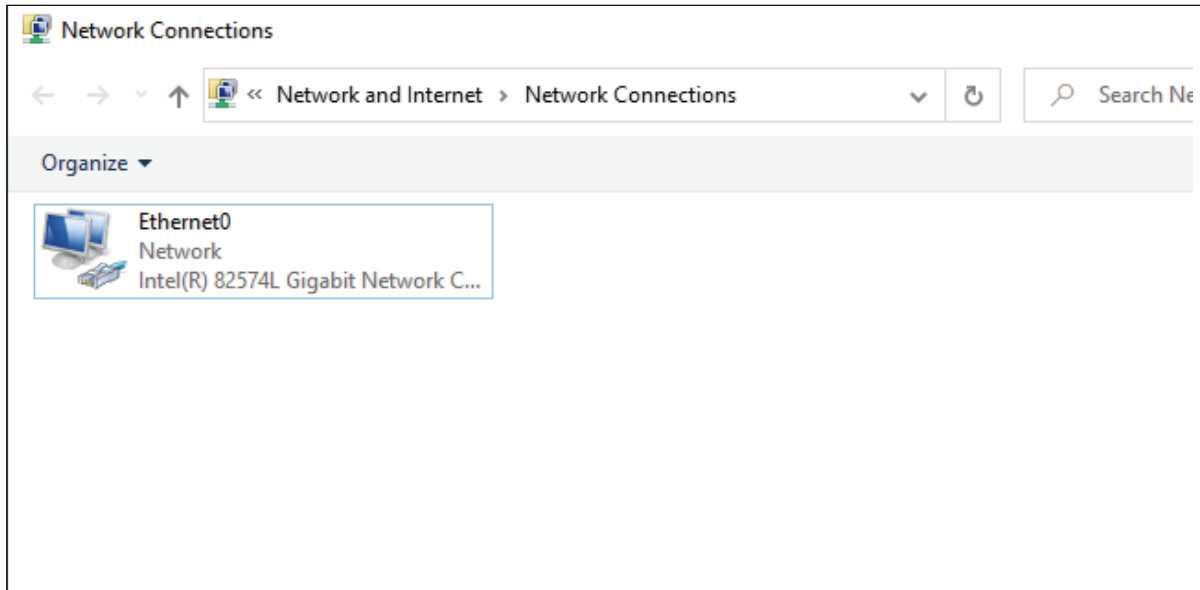 Network Connections
« Network and Internet > Network Connections
Search Ne
Organize
Ethernet0
Network
Intel(R) 82574L Gigabit Network C...